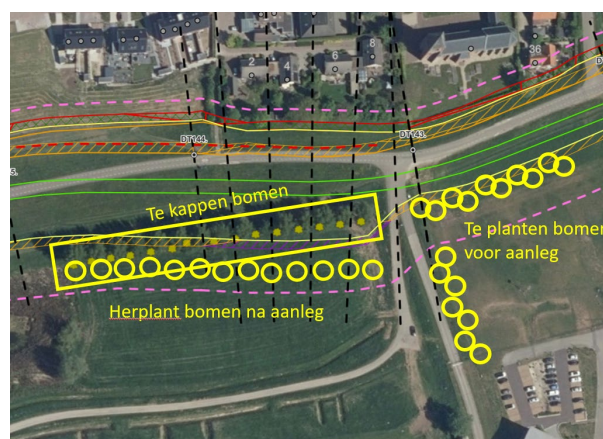 2
4
6
8
36
DT144.
DT143.
5.
Te kappen bomen
Te planten bomen
voor aanleg
Herplant bomen na aanleg